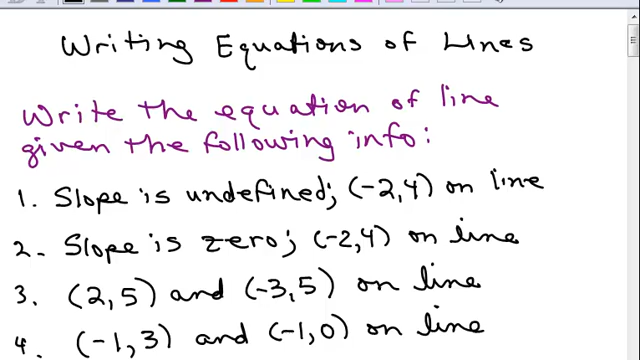 Writing Equations of Lines
Write the equation of line
given the following info:
1. Slope is undefined; (-2,4) on line
2. Slope is zero; (-2,4) on line
3. (2,5) and (-3,5) on line
4. (-1,3) and (-1,0) on line